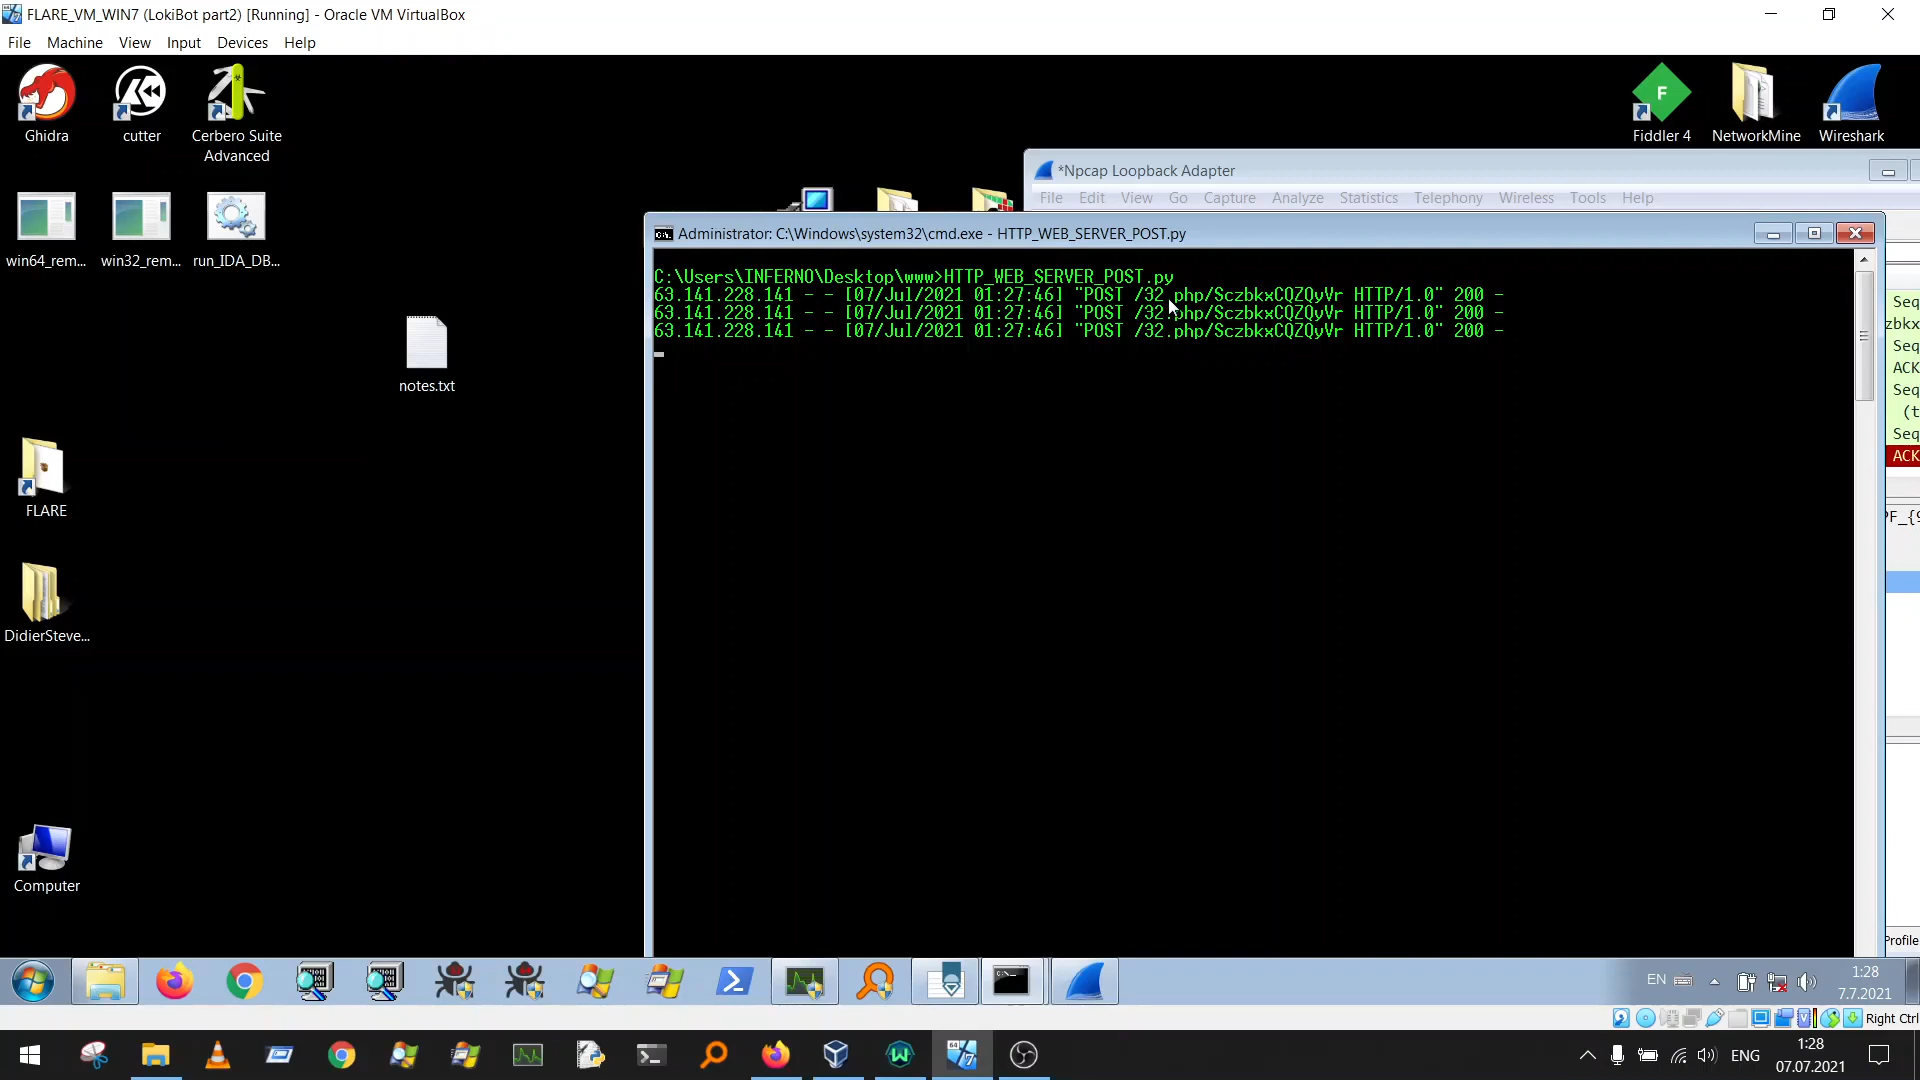 FLARE_VM_WIN7 (LokiBot part2) [Running] - Oracle VM VirtualBox
File Machine View Input Devices Help
Ghidra
cutter
Cerbero Suite
Advanced
Fiddler 4
NetworkMine
Wireshark
*Npcap Loopback Adapter
File Edit View Go Capture Analyze Statistics Telephony Wireless Tools Help
win64_rem...
win32_rem...
run_IDA_DB...
Administrator: C:\Windows\system32\cmd.exe - HTTP_WEB_SERVER_POST.py
C:\Users\INFERNO\Desktop\www>HTTP_WEB_SERVER_POST.py
63.141.228.141 - - [07/Jul/2021 01:27:46] "POST /32.php/SczbkxCQZQyVr HTTP/1.0" 200 -
63.141.228.141 - - [07/Jul/2021 01:27:46] "POST /32.php/SczbkxCQZQyVr HTTP/1.0" 200 -
63.141.228.141 - - [07/Jul/2021 01:27:46] "POST /32.php/SczbkxCQZQyVr HTTP/1.0" 200 -
Seq
zbkx
Seq
ACK
Seq
(t
Seq
ACK
PF_{9
notes.txt
FLARE
DidierSteve...
Computer
Profile
EN
1:28
7.7.2021
Right Ctrl
ENG
1:28
07.07.2021